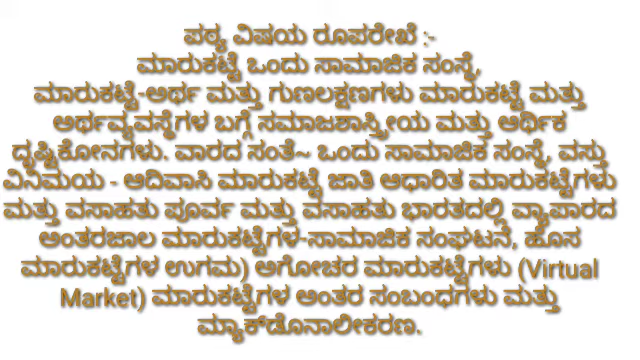 ಪಠ್ಯ ವಿಷಯ ರೂಪರೇಖೆ :-
ಮಾರುಕಟ್ಟೆ ಒಂದು ಸಾಮಾಜಿಕ ಸಂಸ್ಥೆ,
ಮಾರುಕಟ್ಟೆ-ಅರ್ಥ ಮತ್ತು ಗುಣಲಕ್ಷಣಗಳು ಮಾರುಕಟ್ಟೆ ಮತ್ತು
ಅರ್ಥವ್ಯವಸ್ಥೆಗಳ ಬಗ್ಗೆ ಸಮಾಜಶಾಸ್ತ್ರೀಯ ಮತ್ತು ಆರ್ಥಿಕ
ದೃಷ್ಟಿಕೋನಗಳು. ವಾರದ ಸಂತೆ~ ಒಂದು ಸಾಮಾಜಿಕ ಸಂಸ್ಥೆ, ವಸ್ತು
ವಿನಿಮಯ - ಆದಿವಾಸಿ ಮಾರುಕಟ್ಟೆ ಜಾತಿ ಆಧಾರಿತ ಮಾರುಕಟ್ಟೆಗಳು
ಮತ್ತು ವಸಾಹತು ಪೂರ್ವ ಮತ್ತು ವಸಾಹತು ಭಾರತದಲ್ಲಿ ವ್ಯಾಪಾರದ
ಅಂತರಜಾಲ ಮಾರುಕಟ್ಟೆಗಳ-ಸಾಮಾಜಿಕ ಸಂಘಟನೆ, ಹೊಸ
ಮಾರುಕಟ್ಟೆಗಳ ಉಗಮ) ಅಗೋಚರ ಮಾರುಕಟ್ಟೆಗಳು (Virtual
Market) ಮಾರುಕಟ್ಟೆಗಳ ಅಂತರ ಸಂಬಂಧಗಳು ಮತ್ತು
ಮ್ಯಾಕ್‌ಡೊನಾಲೀಕರಣ.